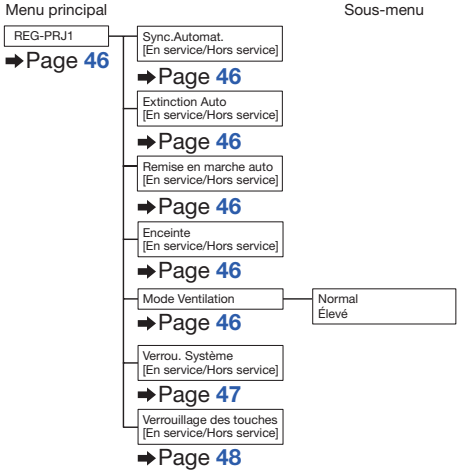 Menu principal
Sous-menu
REG-PRJ1
➡Page 46
Sync.Automat.
[En service/Hors service]
➡Page 46
Extinction Auto
[En service/Hors service]
➡Page 46
Remise en marche auto
[En service/Hors service]
➡Page 46
Enceinte
[En service/Hors service]
➡Page 46
Mode Ventilation
Normal
Élevé
➡Page 46
Verrou. Système
[En service/Hors service]
➡Page 47
Verrouillage des touches
[En service/Hors service]
➡Page 48